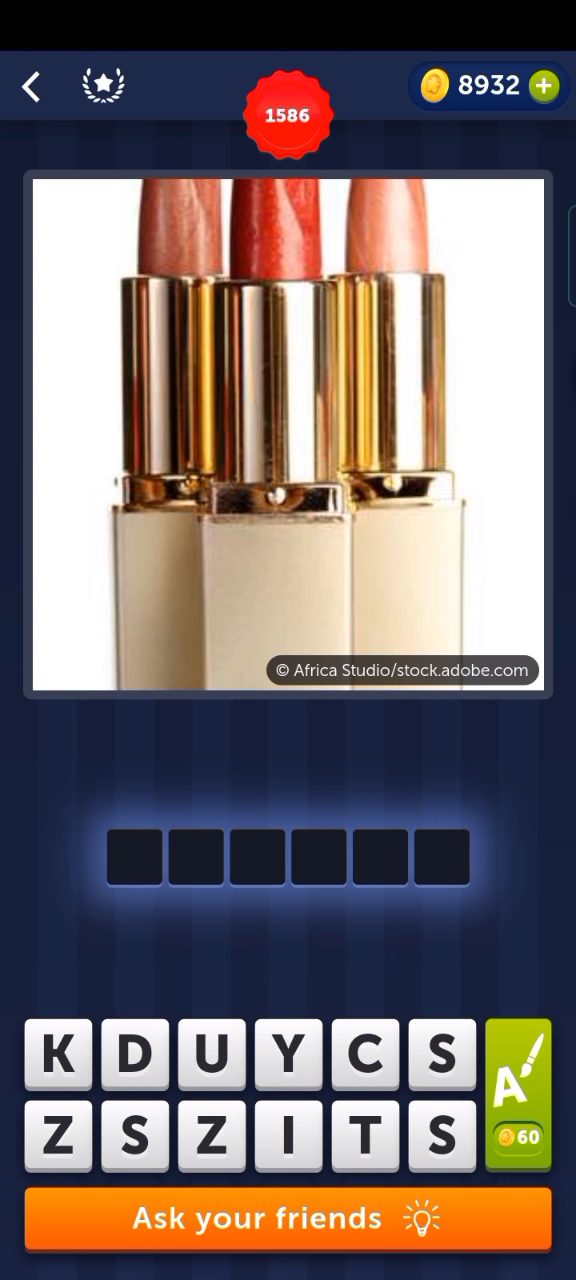 8932
1586
© Africa Studio/stock.adobe.com
K D U Y C S
Z S Z I T S
A
60
Ask your friends